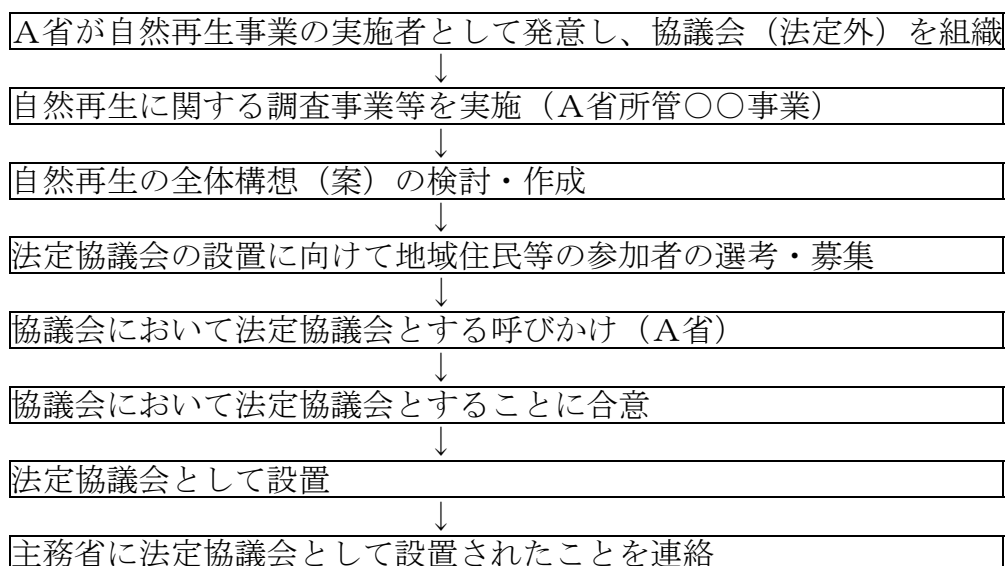 A省が自然再生事業の実施者として発意し、協議会（法定外）を組織
↓
自然再生に関する調査事業等を実施（A省所管〇〇事業）
↓
自然再生の全体構想（案）の検討・作成
↓
法定協議会の設置に向けて地域住民等の参加者の選考・募集
↓
協議会において法定協議会とする呼びかけ（A省）
↓
協議会において法定協議会とすることに合意
↓
法定協議会として設置
↓
主務省に法定協議会として設置されたことを連絡